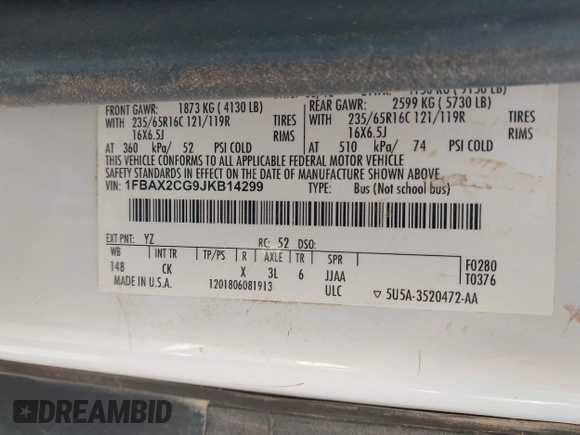 FRONT GAWR: 1873 KG ( 4130 LB)
REAR GAWR: 2599 KG ( 5730 LB)
WITH 235/65R16C 121/119R TIRES
WITH 235/65R16C 121/119R TIRES
16X6.5J RIMS
16X6.5J RIMS
AT 360 kPa/ 52 PSI COLD
AT 510 kPa/ 74 PSI COLD
THIS VEHICLE CONFORMS TO ALL APPLICABLE FEDERAL MOTOR VEHICLE
SAFETY STANDARDS IN EFFECT ON THE DATE OF MANUFACTURE SHOWN ABOVE.
VIN: 1FBAX2CG9JKB14299 TYPE: Bus (Not school bus)
EXT PNT: YZ RC: 52 DSO:
WB INT TR TP/PS R AXLE TR SPR F0280
148 CK X 3L 6 JJAA T0376
MADE IN U.S.A. 1201806081913 ULC ▽ 5U5A-3520472-AA
DREAMBID